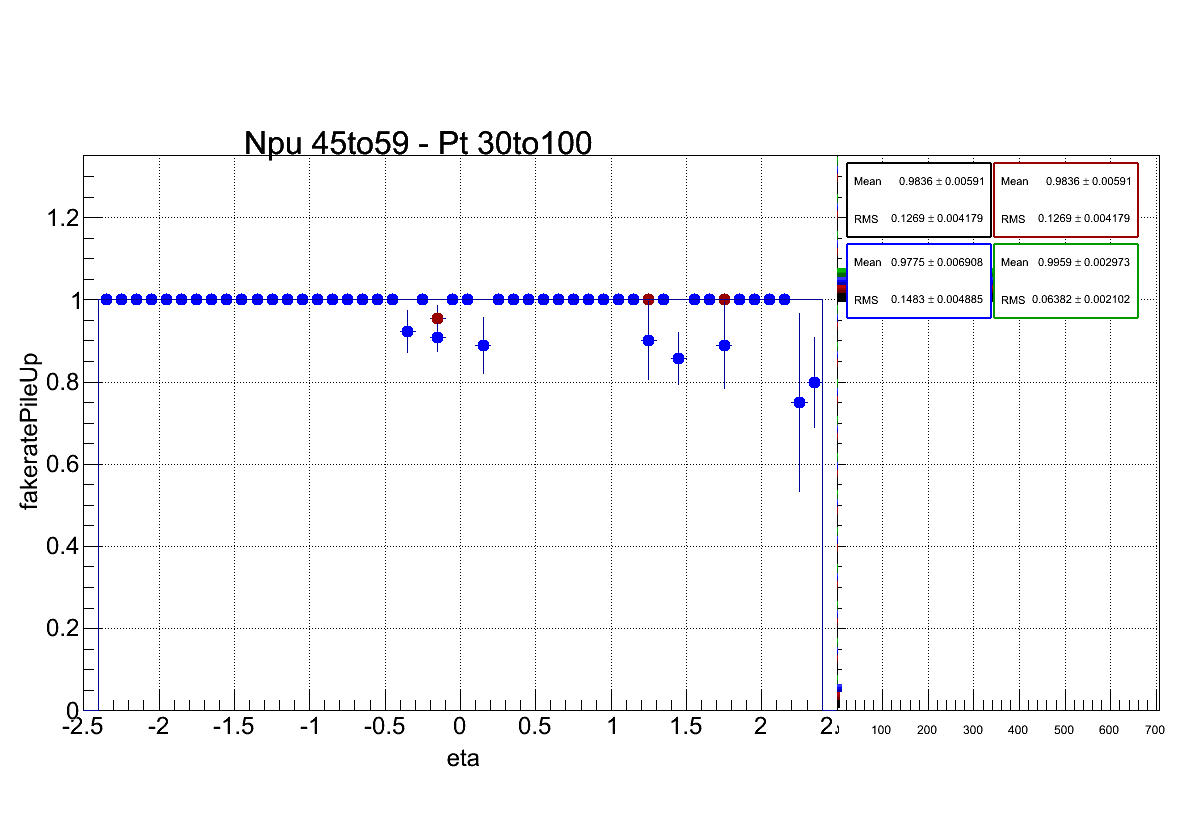 Npu 45to59 - Pt 30to100
Mean 0.9836 ± 0.00591
RMS 0.1269 ± 0.004179
Mean 0.9836 ± 0.00591
RMS 0.1269 ± 0.004179
Mean 0.9775 ± 0.006908
RMS 0.1483 ± 0.004885
Mean 0.9959 ± 0.002973
RMS 0.06382 ± 0.002102
fakeratePileUp
1.2
1
0.8
0.6
0.4
0.2
0
-2.5 -2 -1.5 -1 -0.5 0 0.5 1 1.5 2 2.
100 200 300 400 500 600 700
eta